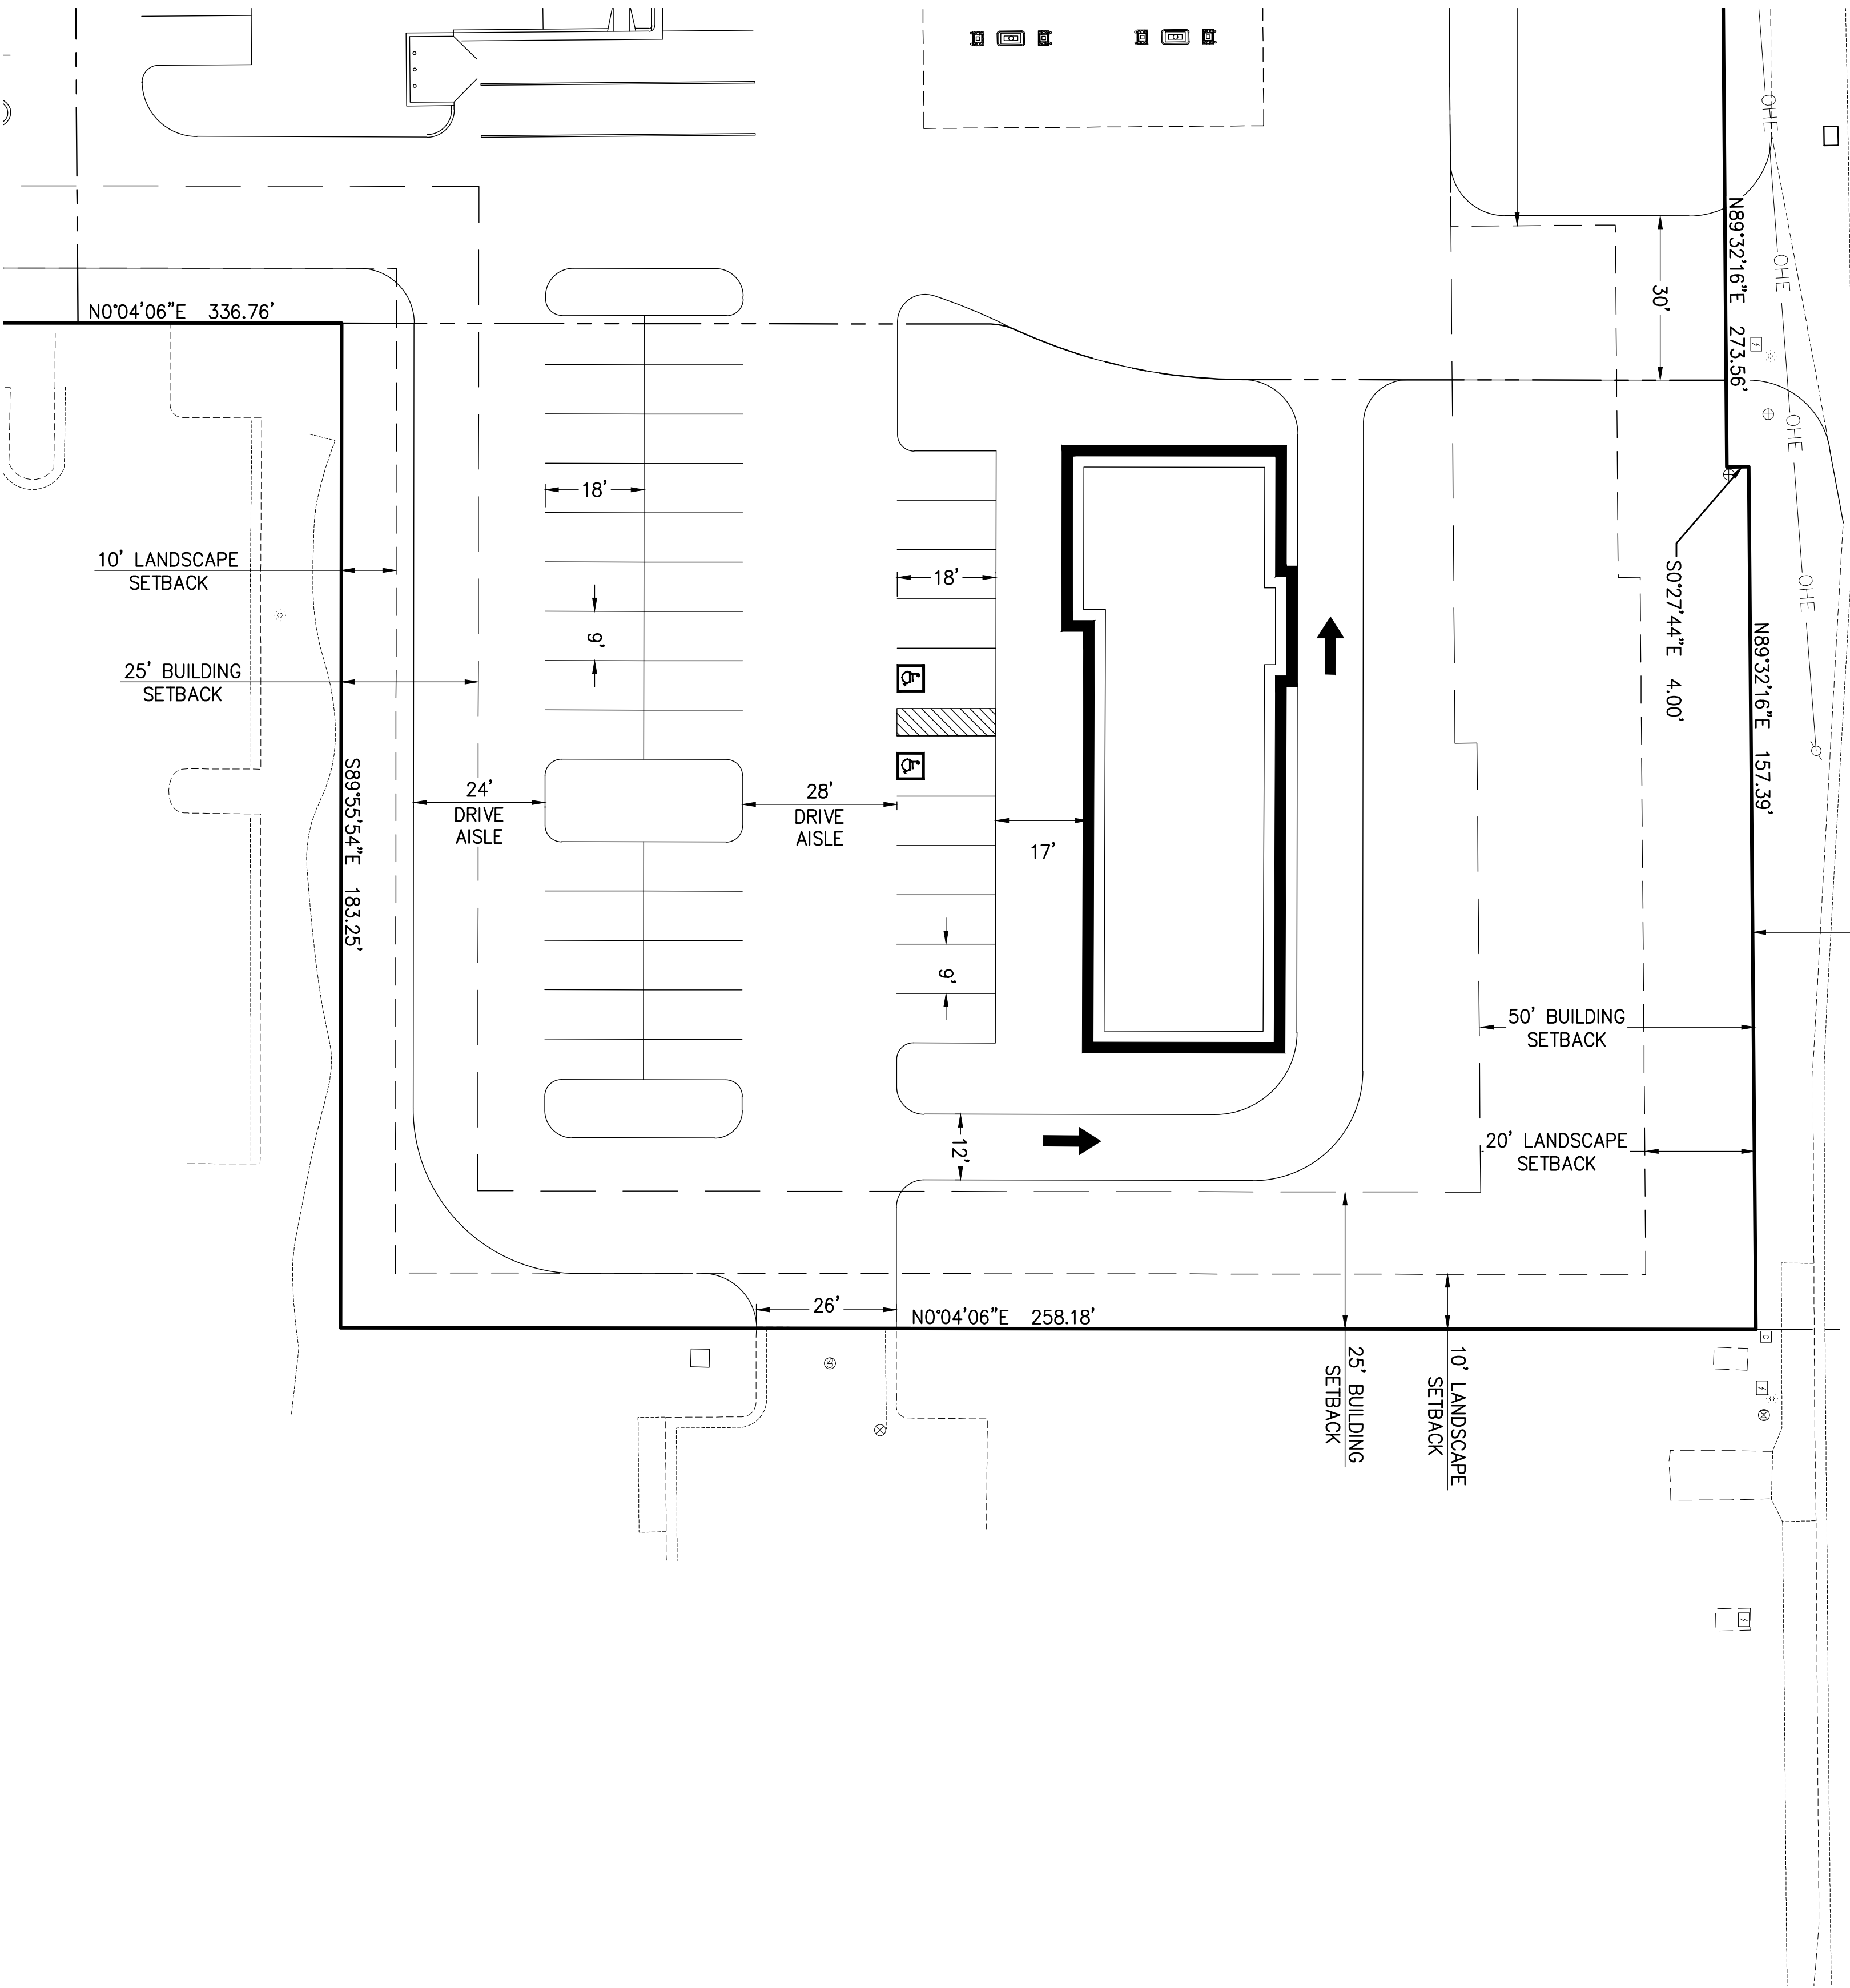 OHE
N89°32'16"E 273.56'
OHE
30'
N0°04'06"E 336.76'
OHE
18'
10' LANDSCAPE
SETBACK
18'
S0°27'44"E 4.00'
OHE
9'
25' BUILDING
SETBACK
N89°32'16"E 157.39'
S89°55'54"E 183.25'
24'
DRIVE
AISLE
28'
DRIVE
AISLE
17'
9'
50' BUILDING
SETBACK
12'
20' LANDSCAPE
SETBACK
26'
N0°04'06"E 258.18'
C
25' BUILDING
SETBACK
10' LANDSCAPE
SETBACK